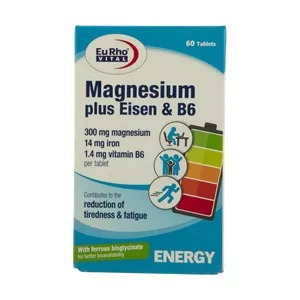 60 Tablets
EuRho®
VITAL
Magnesium
plus Eisen & B6
300 mg magnesium
14 mg iron
1.4 mg vitamin B6
per tablet
Contributes to the
reduction of
tiredness & fatigue
With ferrous bisglycinate
for better bioavailability
ENERGY